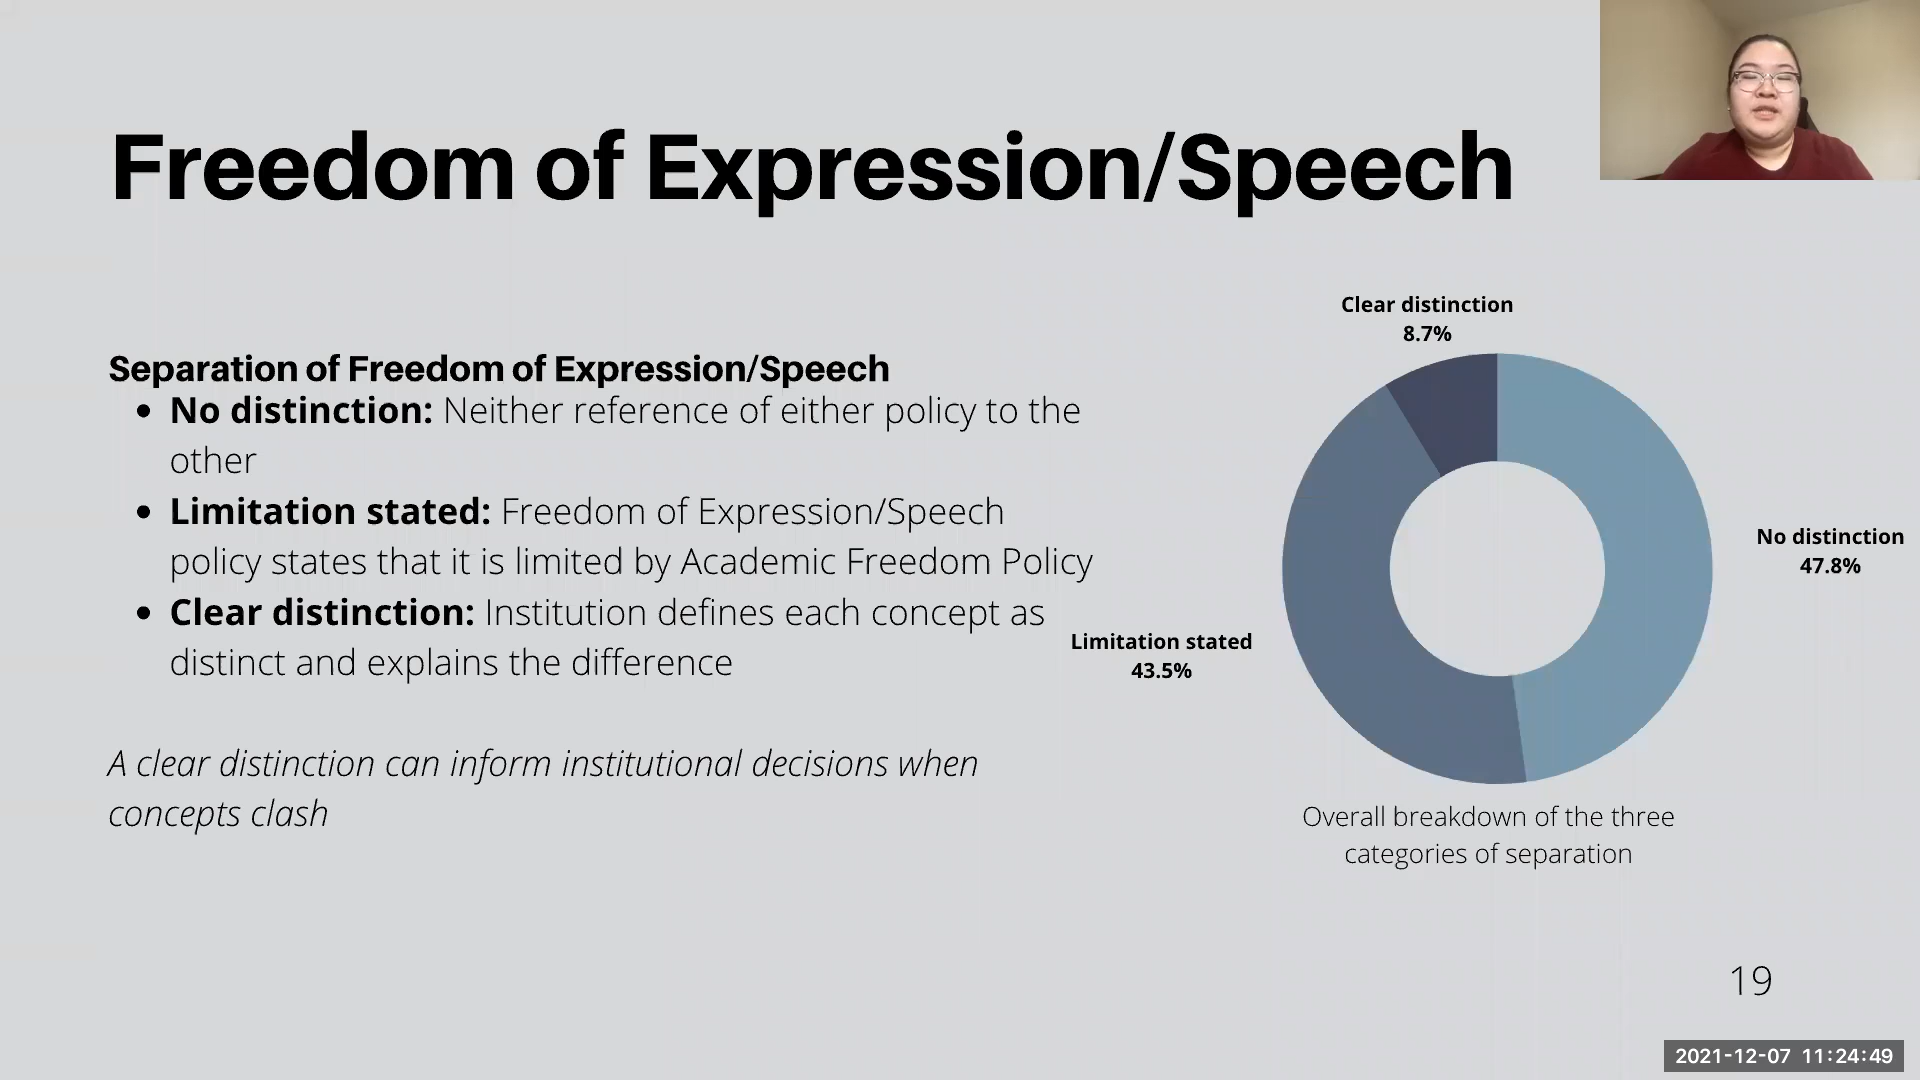 Freedom of Expression/Speech
Separation of Freedom of Expression/Speech
• No distinction: Neither reference of either policy to the
other
• Limitation stated: Freedom of Expression/Speech
policy states that it is limited by Academic Freedom Policy
• Clear distinction: Institution defines each concept as
distinct and explains the difference
A clear distinction can inform institutional decisions when
concepts clash
Clear distinction
8.7%
No distinction
47.8%
Limitation stated
43.5%
Overall breakdown of the three
categories of separation
19
2021-12-07 11:24:49